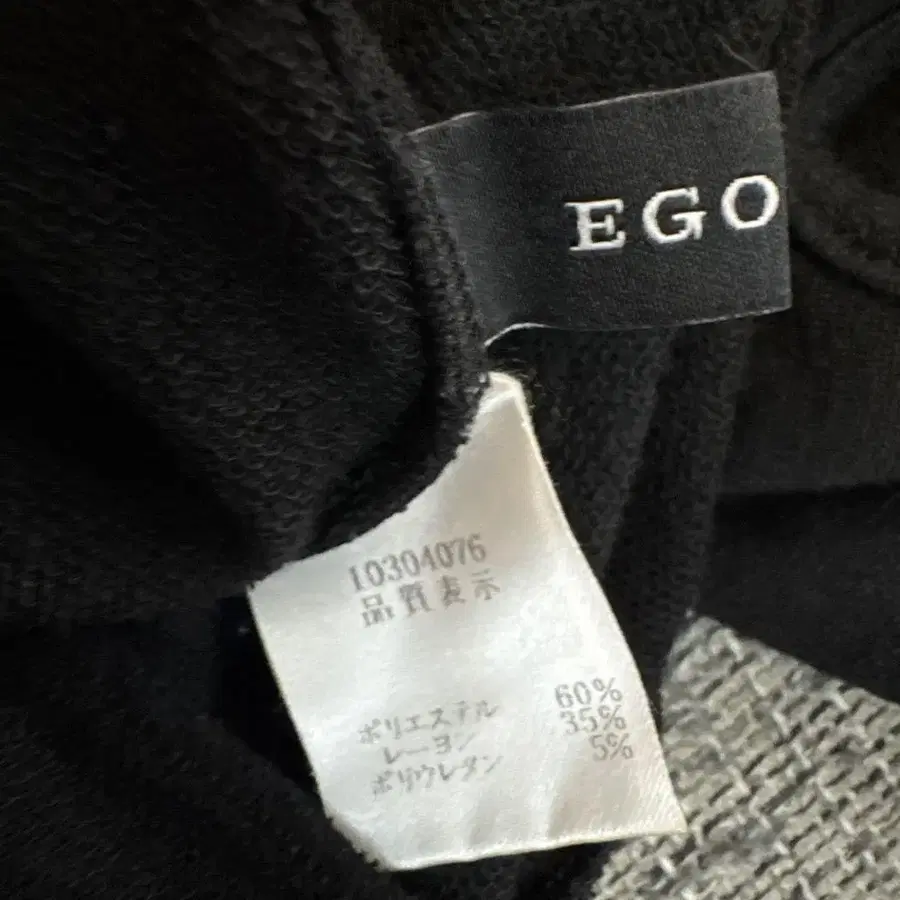 EGO
10304076
品質表示
ポリエステル 60%
レーヨン 35%
ポリウレタン 5%